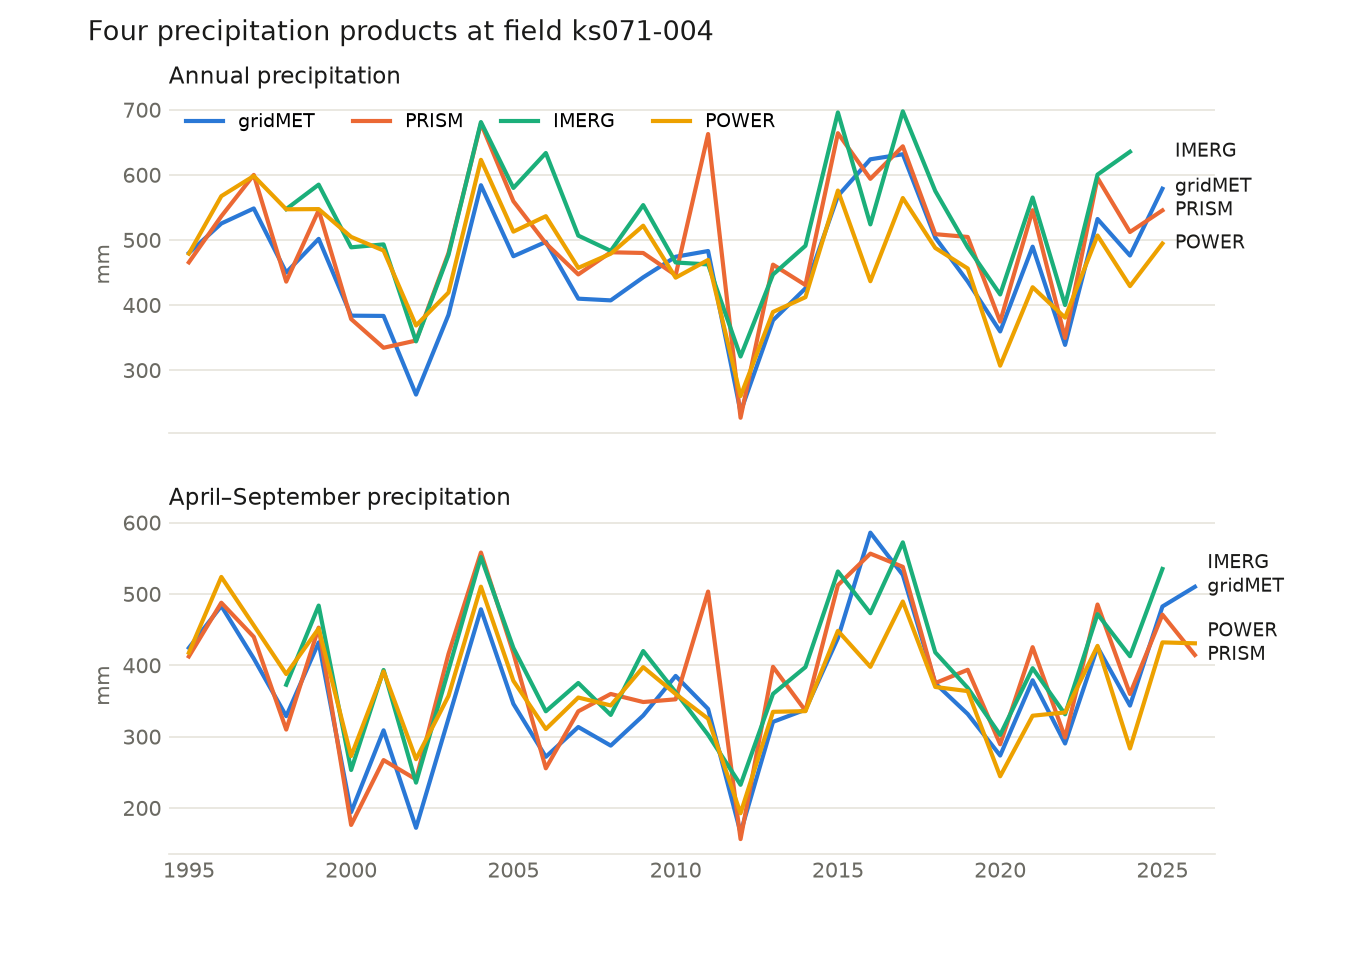 Four precipitation products at field ks071-004
Annual precipitation
700
gridMET PRISM IMERG POWER
600
500
400
300
mm
IMERG
gridMET
PRISM
POWER
April–September precipitation
600
500
400
300
200
mm
IMERG
gridMET
POWER
PRISM
1995 2000 2005 2010 2015 2020 2025